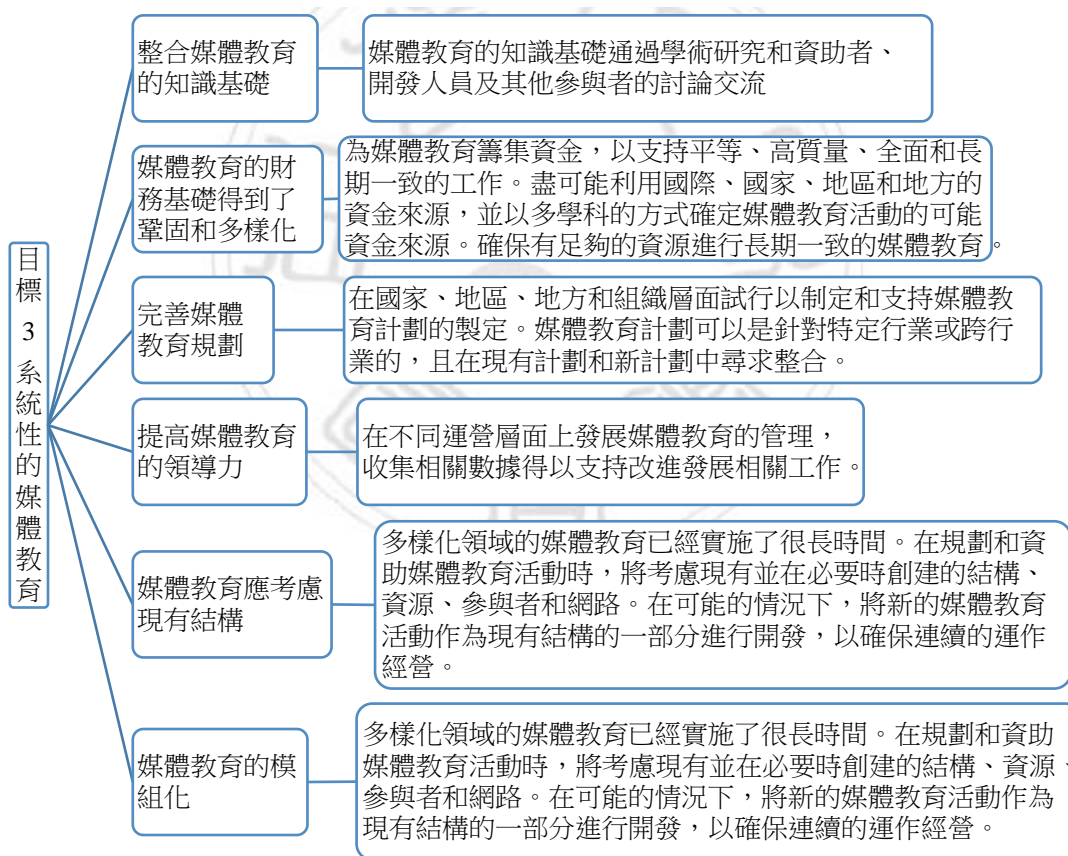 目標 3 系統性的媒體教育
整合媒體教育
的知識基礎
媒體教育的知識基礎通過學術研究和資助者、
開發人員及其他參與者的討論交流
媒體教育的財
務基礎得到了
鞏固和多樣化
為媒體教育籌集資金，以支持平等、高質量、全面和長
期一致的工作。盡可能利用國際、國家、地區和地方的
資金來源，並以多學科的方式確定媒體教育活動的可能
資金來源。確保有足夠的資源進行長期一致的媒體教育。
完善媒體
教育規劃
在國家、地區、地方和組織層面試行以制定和支持媒體教
育計劃的製定。媒體教育計劃可以是針對特定行業或跨行
業的，且在現有計劃和新計劃中尋求整合。
提高媒體教育
的領導力
在不同運營層面上發展媒體教育的管理，
收集相關數據得以支持改進發展相關工作。
媒體教育應考慮
現有結構
多樣化領域的媒體教育已經實施了很長時間。在規劃和資
助媒體教育活動時，將考慮現有並在必要時創建的結構、
資源、參與者和網路。在可能的情況下，將新的媒體教育
活動作為現有結構的一部分進行開發，以確保連續的運作
經營。
媒體教育的模
組化
多樣化領域的媒體教育已經實施了很長時間。在規劃和資助
媒體教育活動時，將考慮現有並在必要時創建的結構、資源、
參與者和網路。在可能的情況下，將新的媒體教育活動作為
現有結構的一部分進行開發，以確保連續的運作經營。